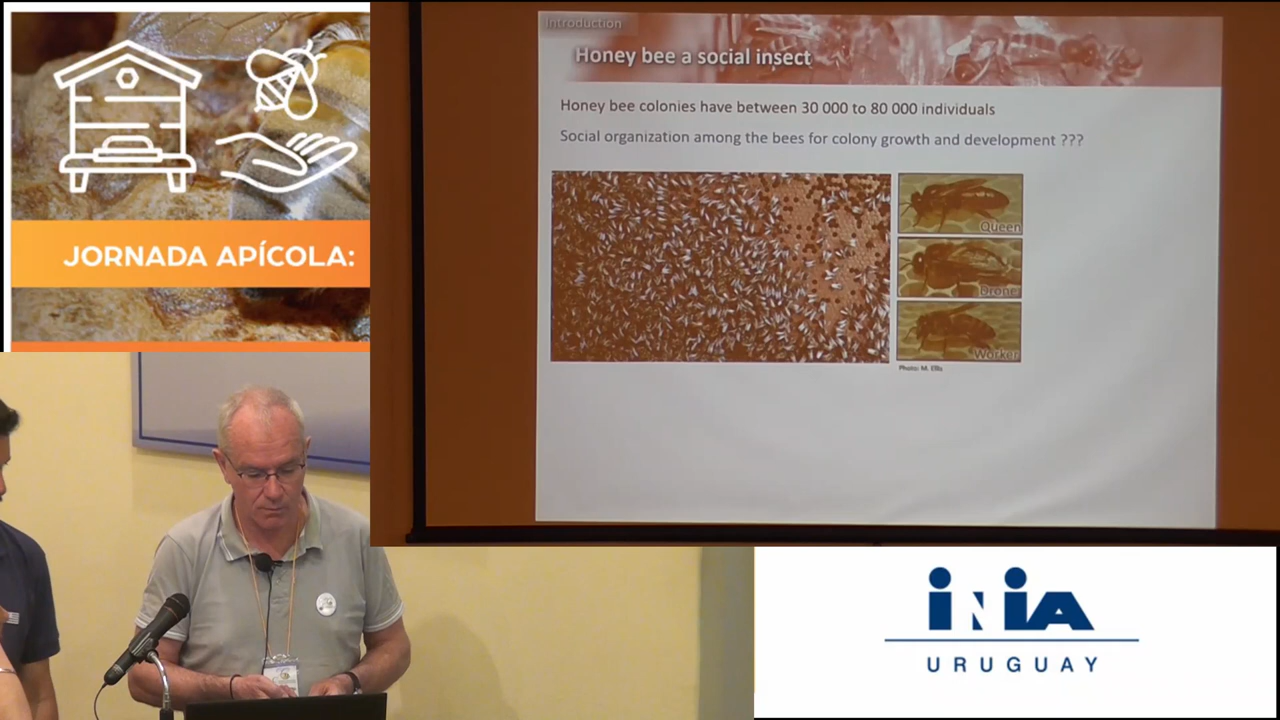 JORNADA APÍCOLA:
Introduction
Honey bee a social insect
Honey bee colonies have between 30 000 to 80 000 individuals
Social organization among the bees for colony growth and development ???
Queen
Drone
Worker
Photo: M. Ellis
INIA
URUGUAY